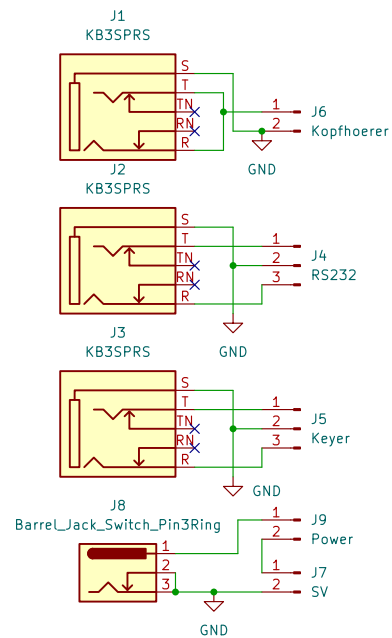 J1
KB3SPRS
S
T
TN
RN
R
1
2
J6
Kopfhoerer
GND
J2
KB3SPRS
S
T
TN
RN
R
1
2
3
J4
RS232
GND
J3
KB3SPRS
S
T
TN
RN
R
1
2
3
J5
Keyer
GND
J8
Barrel_Jack_Switch_Pin3Ring
1
2
3
1
2
J9
Power
1
2
J7
SV
GND